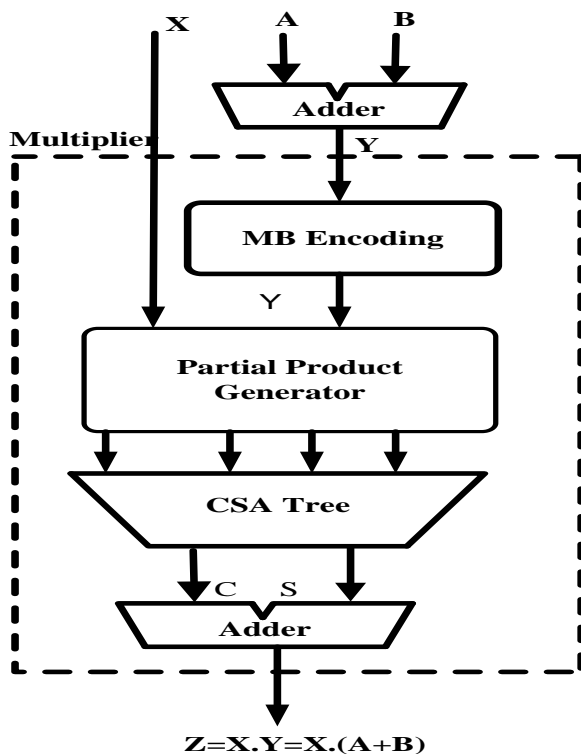 X
A
B
Adder
Multiplier
Y
MB Encoding
Y
Partial Product
Generator
CSA Tree
C
S
Adder
Z=X.Y=X.(A+B)